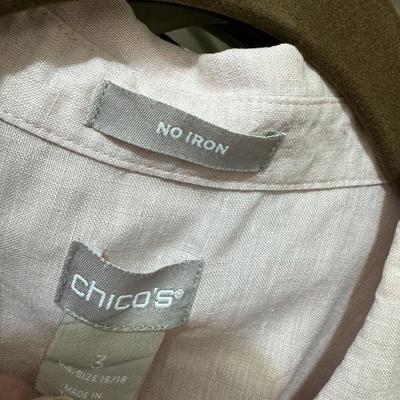 NO IRON
chico's®
3
U.S. SIZE 16/18
MADE IN